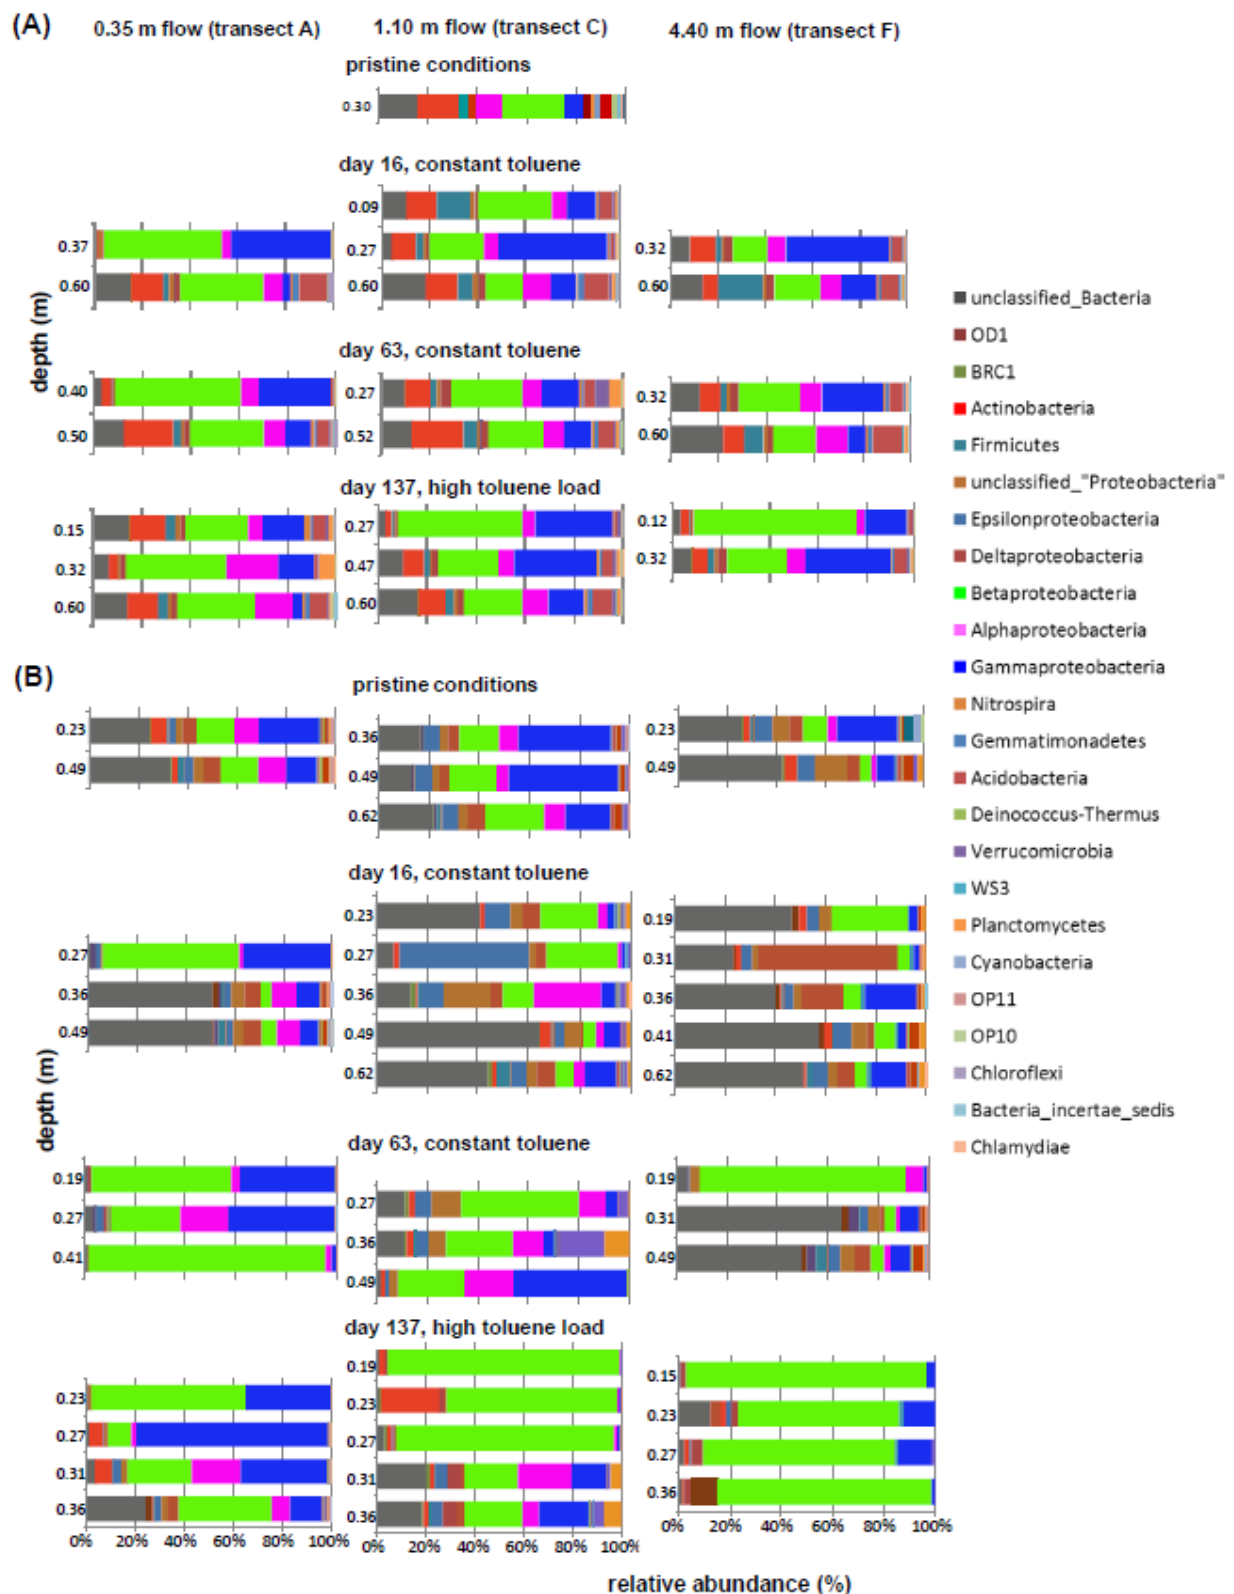 (A)
0.35 m flow (transect A)
1.10 m flow (transect C)
4.40 m flow (transect F)
pristine conditions
0.30
day 16, constant toluene
0.09
0.37
0.27
0.32
0.60
0.60
0.60
day 63, constant toluene
0.40
0.27
0.32
0.50
0.52
0.60
day 137, high toluene load
0.15
0.27
0.12
0.32
0.47
0.32
0.60
0.60
depth (m)
(B)
pristine conditions
0.23
0.36
0.23
0.49
0.49
0.49
0.62
day 16, constant toluene
0.23
0.19
0.27
0.27
0.31
0.36
0.36
0.36
0.49
0.49
0.41
0.62
0.62
day 63, constant toluene
0.19
0.27
0.19
0.27
0.36
0.31
0.41
0.49
0.49
day 137, high toluene load
0.19
0.15
0.23
0.23
0.23
0.27
0.27
0.27
0.31
0.31
0.36
0.36
0.36
depth (m)
0% 20% 40% 60% 80% 100%
0% 20% 40% 60% 80% 100%
0% 20% 40% 60% 80% 100%
relative abundance (%)
unclassified_Bacteria
OD1
BRC1
Actinobacteria
Firmicutes
unclassified_"Proteobacteria"
Epsilonproteobacteria
Deltaproteobacteria
Betaproteobacteria
Alphaproteobacteria
Gammaproteobacteria
Nitrospira
Gemmatimonadetes
Acidobacteria
Deinococcus-Thermus
Verrucomicrobia
WS3
Planctomycetes
Cyanobacteria
OP11
OP10
Chloroflexi
Bacteria_incertae_sedis
Chlamydiae